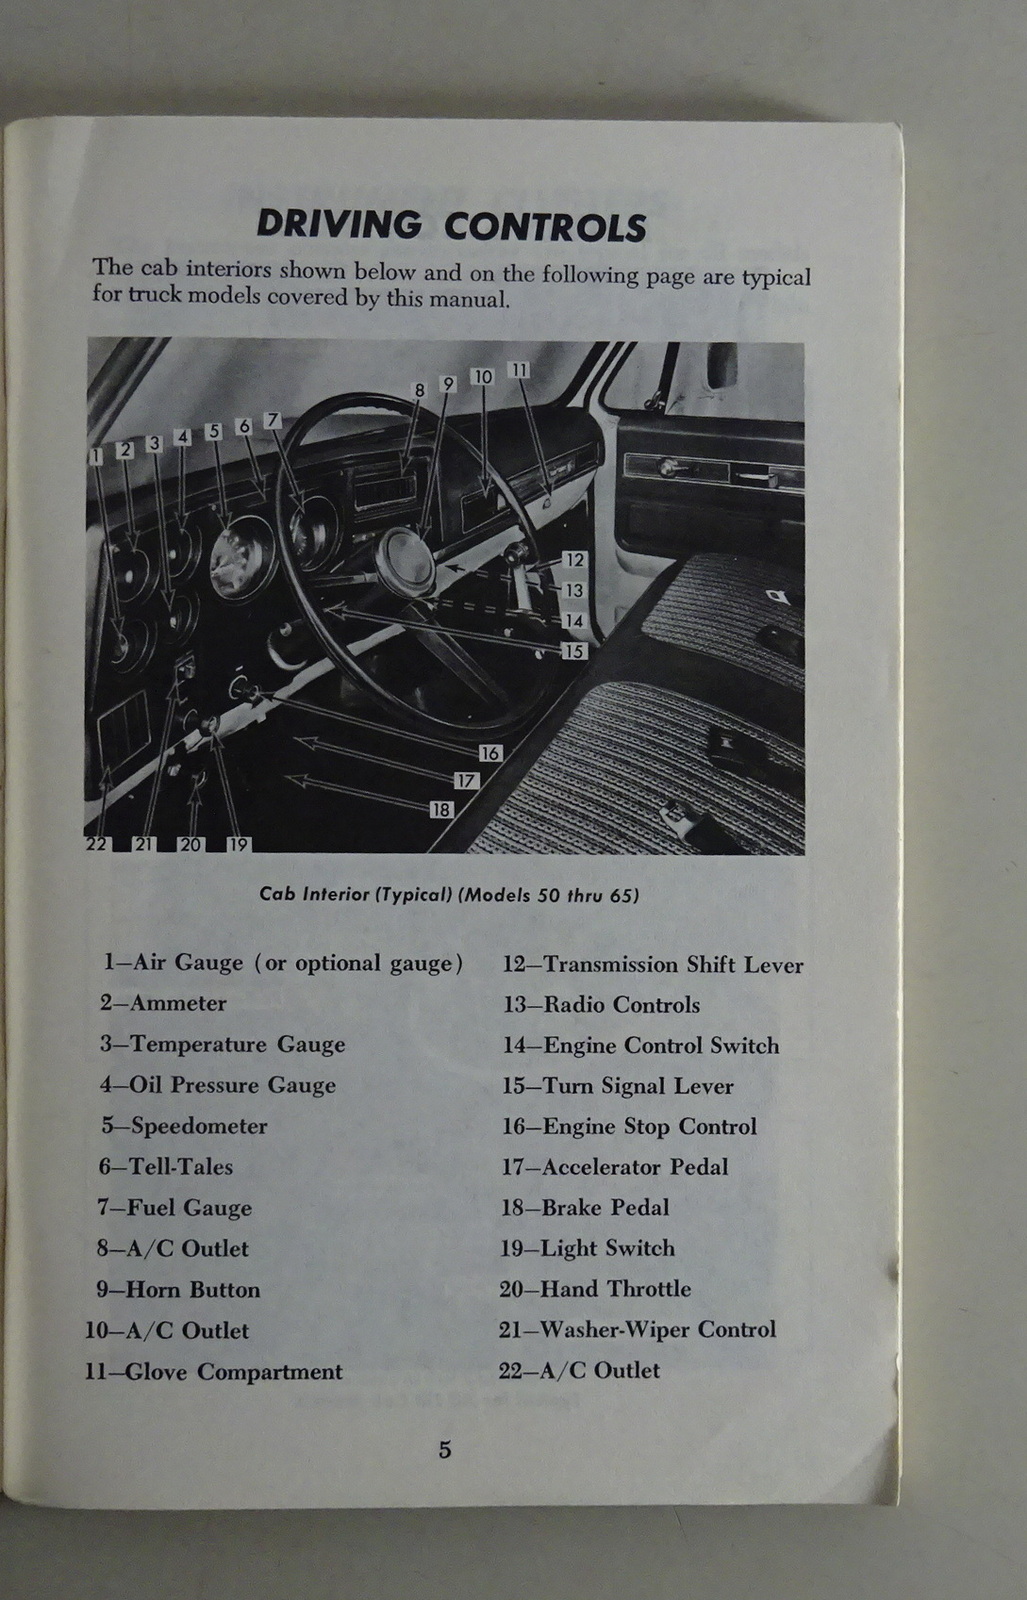 DRIVING CONTROLS
The cab interiors shown below and on the following page are typical
for truck models covered by this manual.
1 2 3 4 5 6 7 8 9 10 11
12
13
14
15
16
17
18
22 21 20 19
Cab Interior (Typical) (Models 50 thru 65)
1—Air Gauge (or optional gauge)
2—Ammeter
3—Temperature Gauge
4—Oil Pressure Gauge
5—Speedometer
6—Tell-Tales
7—Fuel Gauge
8—A/C Outlet
9—Horn Button
10—A/C Outlet
11—Glove Compartment
12—Transmission Shift Lever
13—Radio Controls
14—Engine Control Switch
15—Turn Signal Lever
16—Engine Stop Control
17—Accelerator Pedal
18—Brake Pedal
19—Light Switch
20—Hand Throttle
21—Washer-Wiper Control
22—A/C Outlet
5